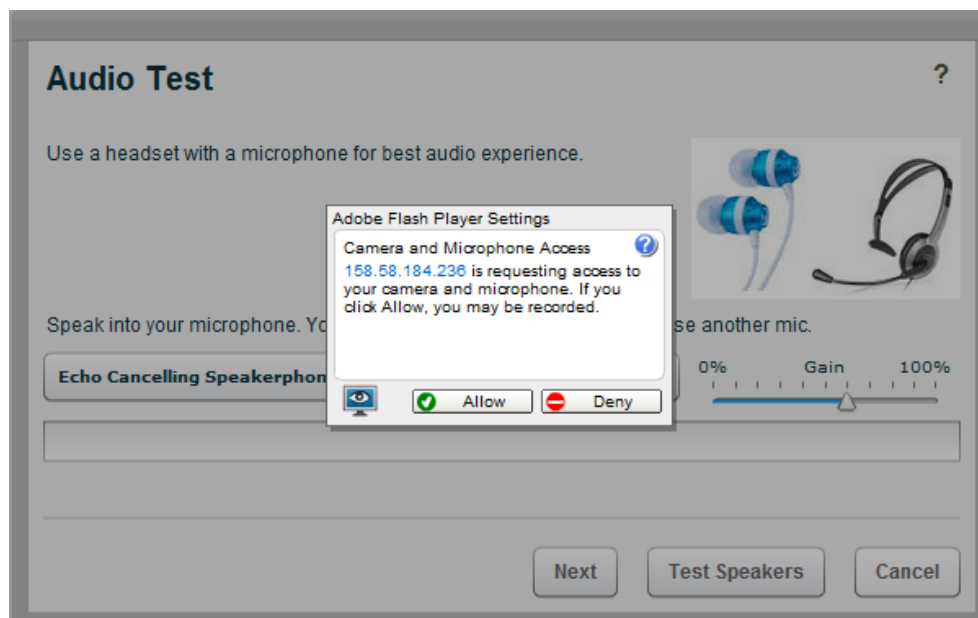 Audio Test
?
Use a headset with a microphone for best audio experience.
Adobe Flash Player Settings
Camera and Microphone Access
?
158.58.184.236 is requesting access to
your camera and microphone. If you
click Allow, you may be recorded.
Speak into your microphone.
se another mic.
Echo Cancelling
0% Gain 100%
Allow
Deny
Next
Test Speakers
Cancel